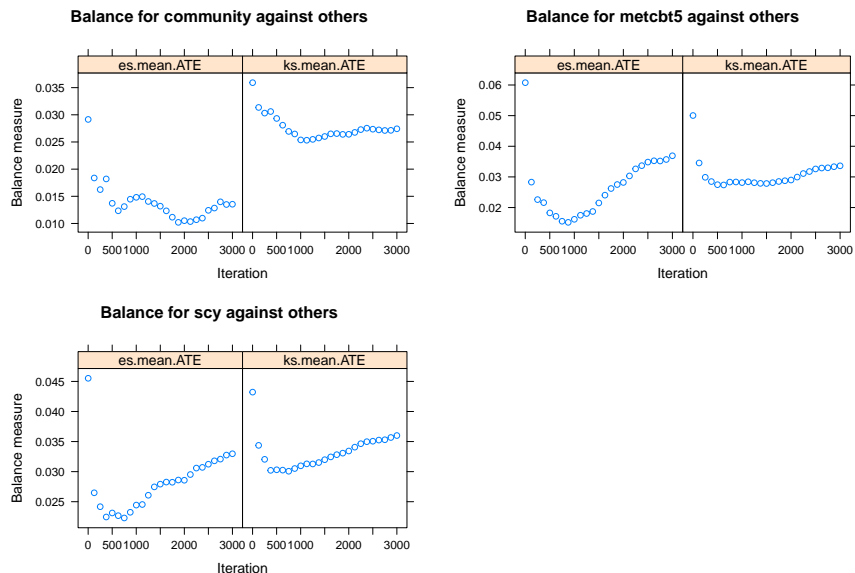 Balance for community against others
es.mean.ATE ks.mean.ATE
Balance measure
0.035
0.030
0.025
0.020
0.015
0.010
0 500 1000 2000 3000 0 500 1000 2000 3000
Iteration
Balance for metcbt5 against others
es.mean.ATE ks.mean.ATE
Balance measure
0.06
0.05
0.04
0.03
0.02
0 500 1000 2000 3000 0 500 1000 2000 3000
Iteration
Balance for scy against others
es.mean.ATE ks.mean.ATE
Balance measure
0.045
0.040
0.035
0.030
0.025
0 500 1000 2000 3000 0 500 1000 2000 3000
Iteration